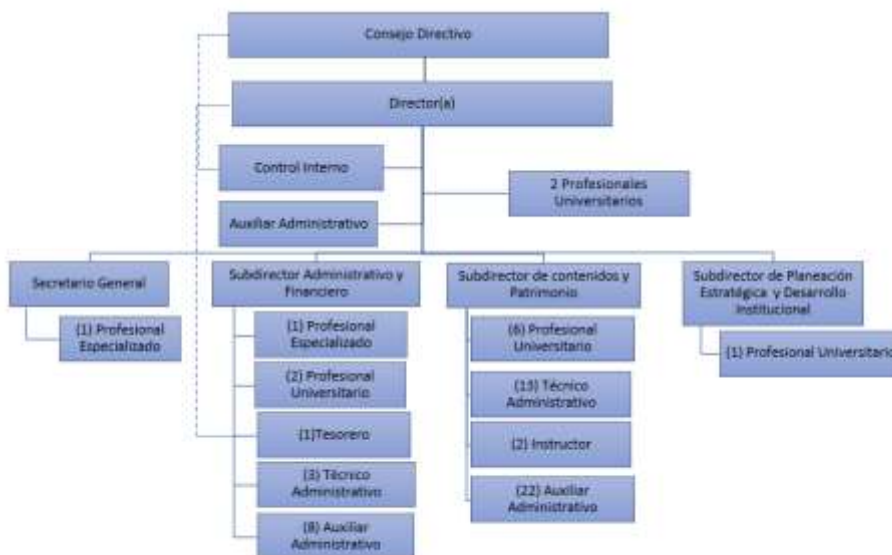 Consejo Directivo
Director(a)
Control Interno
2 Profesionales
Universitarios
Auxiliar Administrativo
Secretario General
Subdirector Administrativo y
Financiero
Subdirector de contenidos y
Patrimonio
Subdirector de Planeación
Estratégica y Desarrollo
Institucional
(1) Profesional
Especializado
(1) Profesional
Especializado
(2) Profesional
Universitario
(1)Tesorero
(3) Técnico
Administrativo
(8) Auxiliar
Administrativo
(6) Profesional
Universitario
(13) Técnico
Administrativo
(2) Instructor
(22) Auxiliar
Administrativo
(1) Profesional Universitario